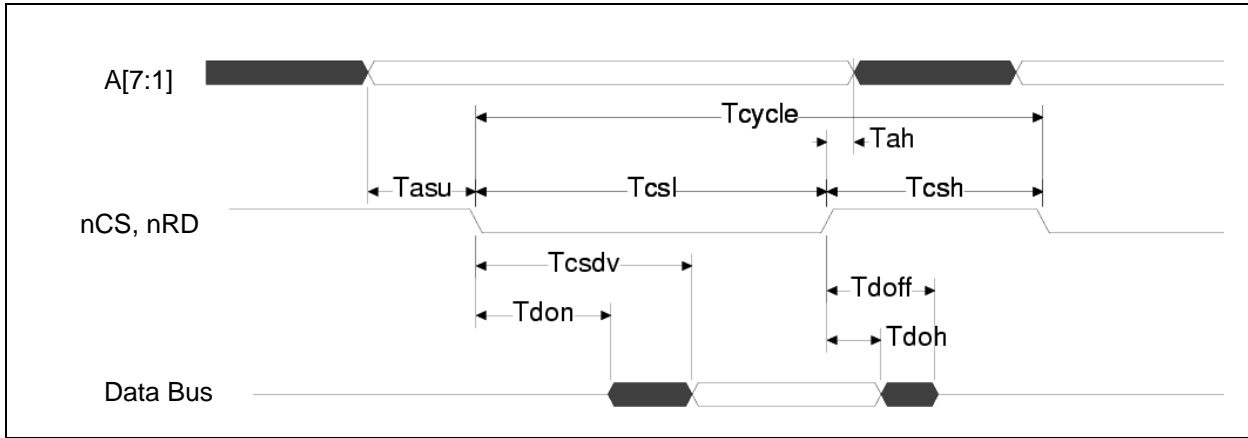 A[7:1]
Tcycle
Tah
Tasu
Tcsl
Tcsh
nCS, nRD
Tcsdv
Tdoff
Tdon
Tdoh
Data Bus